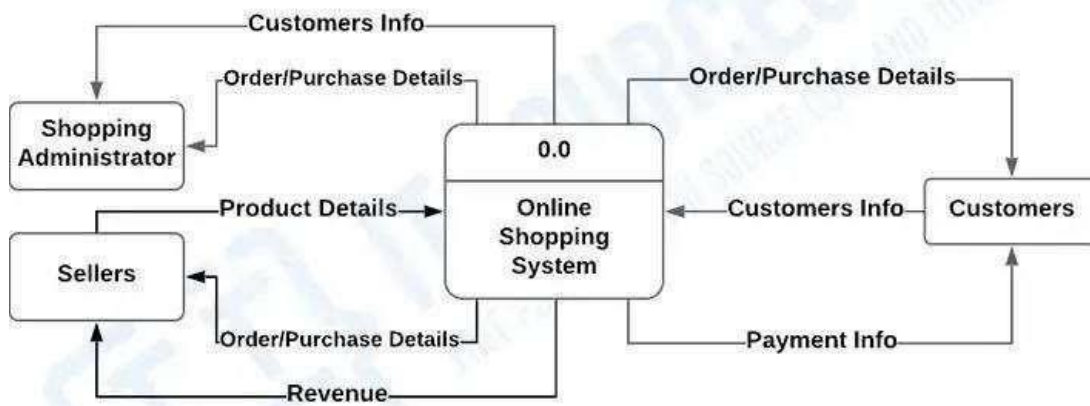 Customers Info
Order/Purchase Details
Order/Purchase Details
Shopping
Administrator
0.0
Product Details
Online
Shopping
System
Customers Info
Customers
Sellers
Order/Purchase Details
Payment Info
Revenue